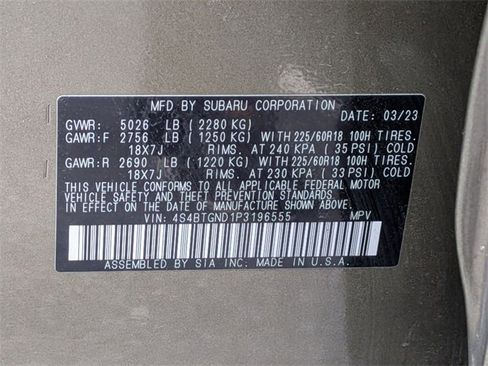 MFD BY SUBARU CORPORATION
DATE: 03/23
GVWR: 5026 LB (2280 KG)
GAWR:F 2756 LB (1250 KG) WITH 225/60R18 100H TIRES.
18X7J RIMS. AT 240 KPA (35 PSI) COLD
GAWR:R 2690 LB (1220 KG) WITH 225/60R18 100H TIRES.
18X7J RIMS. AT 230 KPA (33 PSI) COLD
THIS VEHICLE CONFORMS TO ALL APPLICABLE FEDERAL MOTOR
VEHICLE SAFETY AND THEFT PREVENTION STANDARDS IN EFFECT
ON THE DATE OF MANUFACTURE SHOWN ABOVE.
VIN: 4S4BTGND1P3196555 MPV
ASSEMBLED BY SIA INC. MADE IN U.S.A.